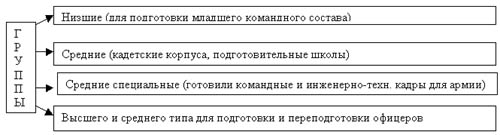 ГРУППЫ
Низшие (для подготовки младшего командного состава)
Средние (кадетские корпуса, подготовительные школы)
Средние специальные (готовили командные и инженерно-техн. кадры для армии)
Высшего и среднего типа для подготовки и переподготовки офицеров